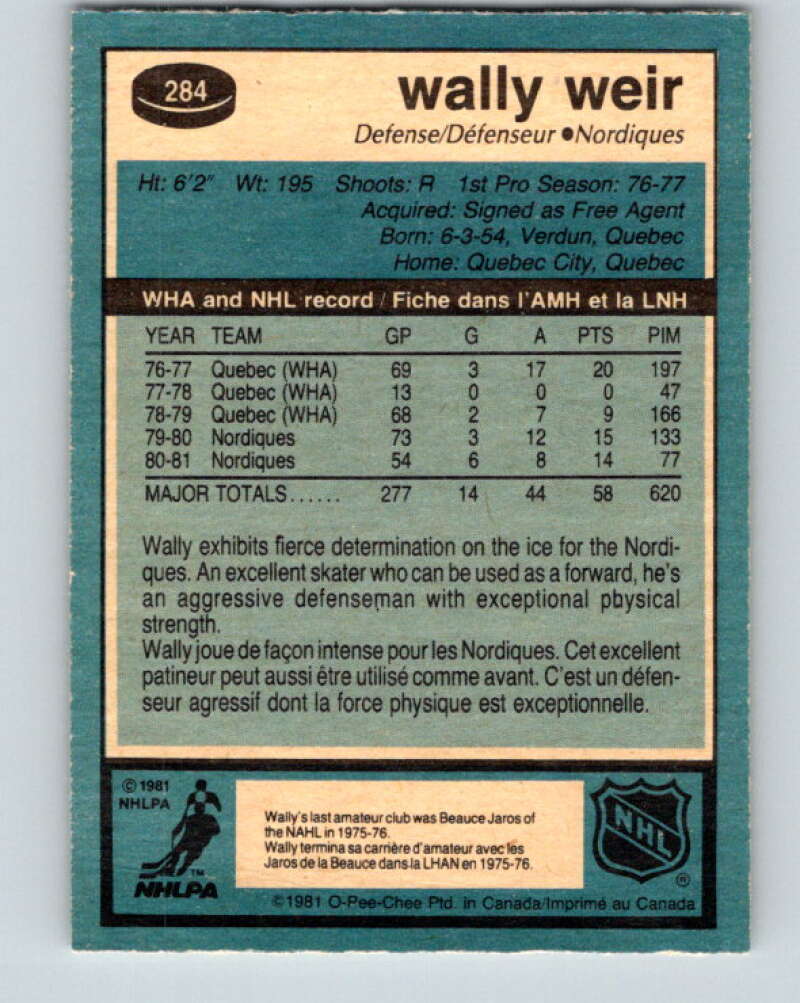 284
wally weir
Defense/Défenseur ●Nordiques
Ht: 6'2" Wt: 195 Shoots: R 1st Pro Season: 76-77
Acquired: Signed as Free Agent
Born: 6-3-54, Verdun, Quebec
Home: Quebec City, Quebec
WHA and NHL record / Fiche dans l'AMH et la LNH
YEAR TEAM GP G A PTS PIM
76-77 Quebec (WHA) 69 3 17 20 197
77-78 Quebec (WHA) 13 0 0 0 47
78-79 Quebec (WHA) 68 2 7 9 166
79-80 Nordiques 73 3 12 15 133
80-81 Nordiques 54 6 8 14 77
MAJOR TOTALS...... 277 14 44 58 620
Wally exhibits fierce determination on the ice for the Nordi-
ques. An excellent skater who can be used as a forward, he's
an aggressive defenseman with exceptional pbysical
strength.
Wally joue de façon intense pour les Nordiques. Cet excellent
patineur peut aussi être utilisé comme avant. C'est un défen-
seur agressif dont la force physique est exceptionnelle.
©1981
NHLPA
TM
NHLPA
Wally's last amateur club was Beauce Jaros of
the NAHL in 1975-76.
Wally termina sa carrière d'amateur avec les
Jaros de la Beauce dans la LHAN en 1975-76.
NHL
®
©1981 O-Pee-Chee Ptd. in Canada/Imprimé au Canada